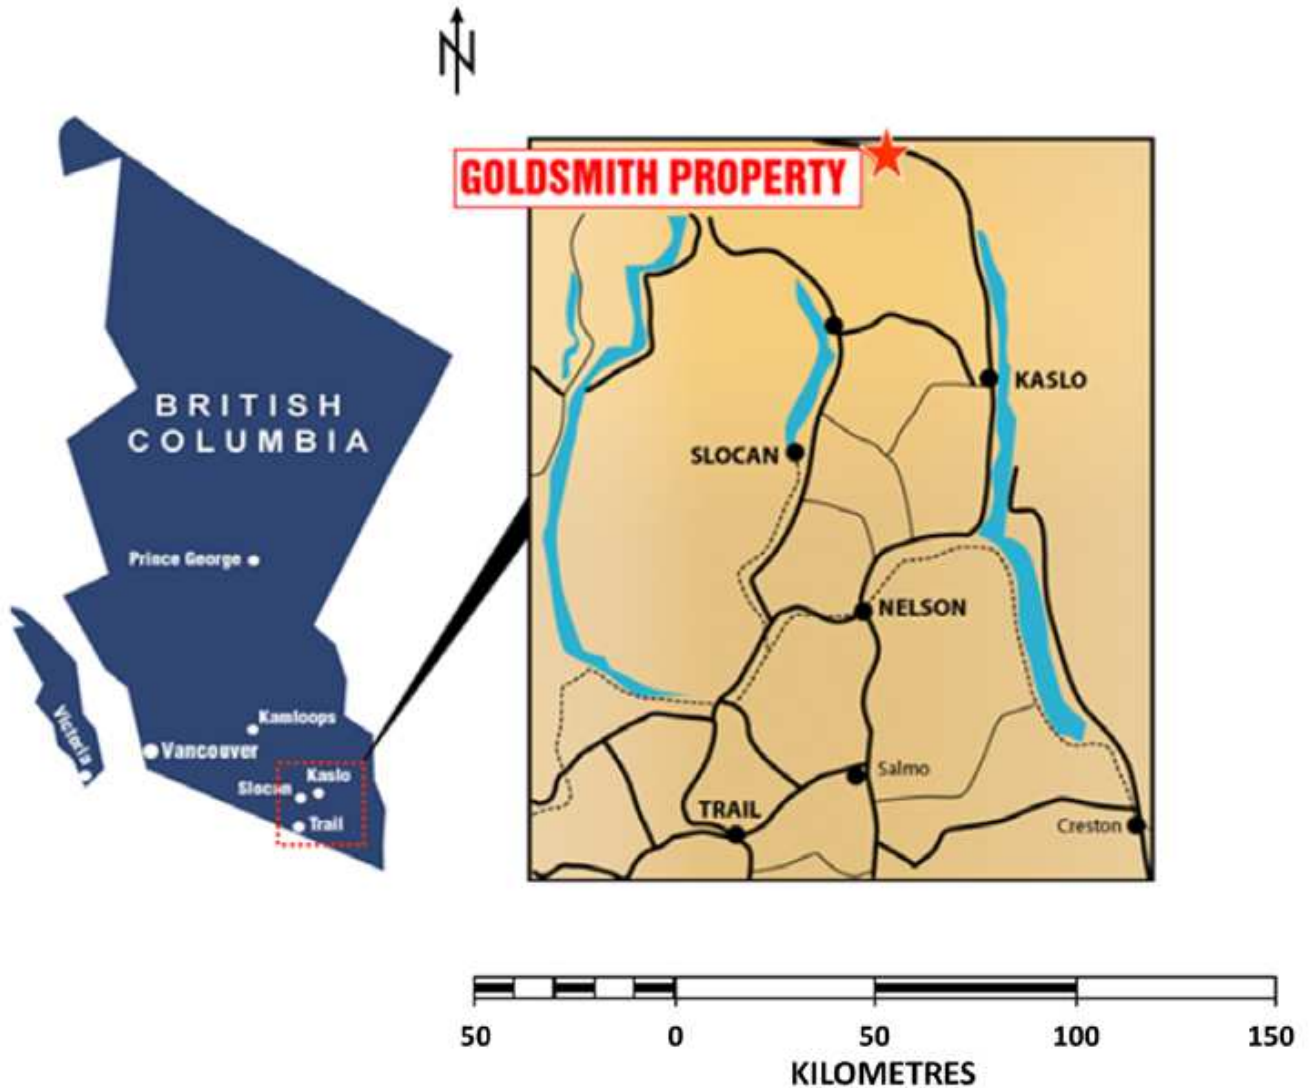 N
GOLDSMITH PROPERTY
BRITISH
COLUMBIA
KASLO
SLOCAN
Prince George
NELSON
Victoria
Kamloops
Vancouver
Kaslo
Slocan
Trail
Salmo
TRAIL
Creston
50 0 50 100 150
KILOMETRES